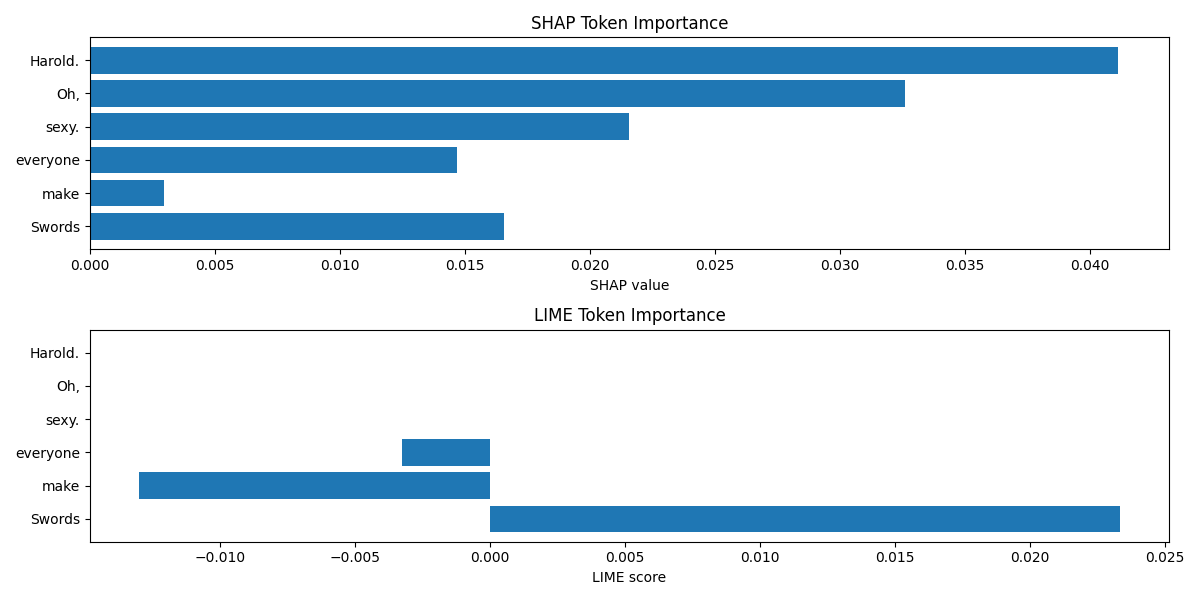 SHAP Token Importance
Harold.
Oh,
sexy.
everyone
make
Swords
0.000 0.005 0.010 0.015 0.020 0.025 0.030 0.035 0.040
SHAP value
LIME Token Importance
Harold.
Oh,
sexy.
everyone
make
Swords
−0.010 −0.005 0.000 0.005 0.010 0.015 0.020 0.025
LIME score